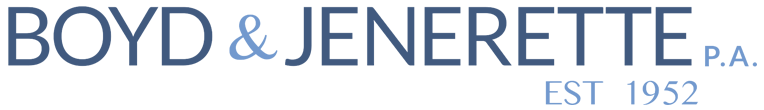 BOYD & JENERETTE P.A.
EST 1952